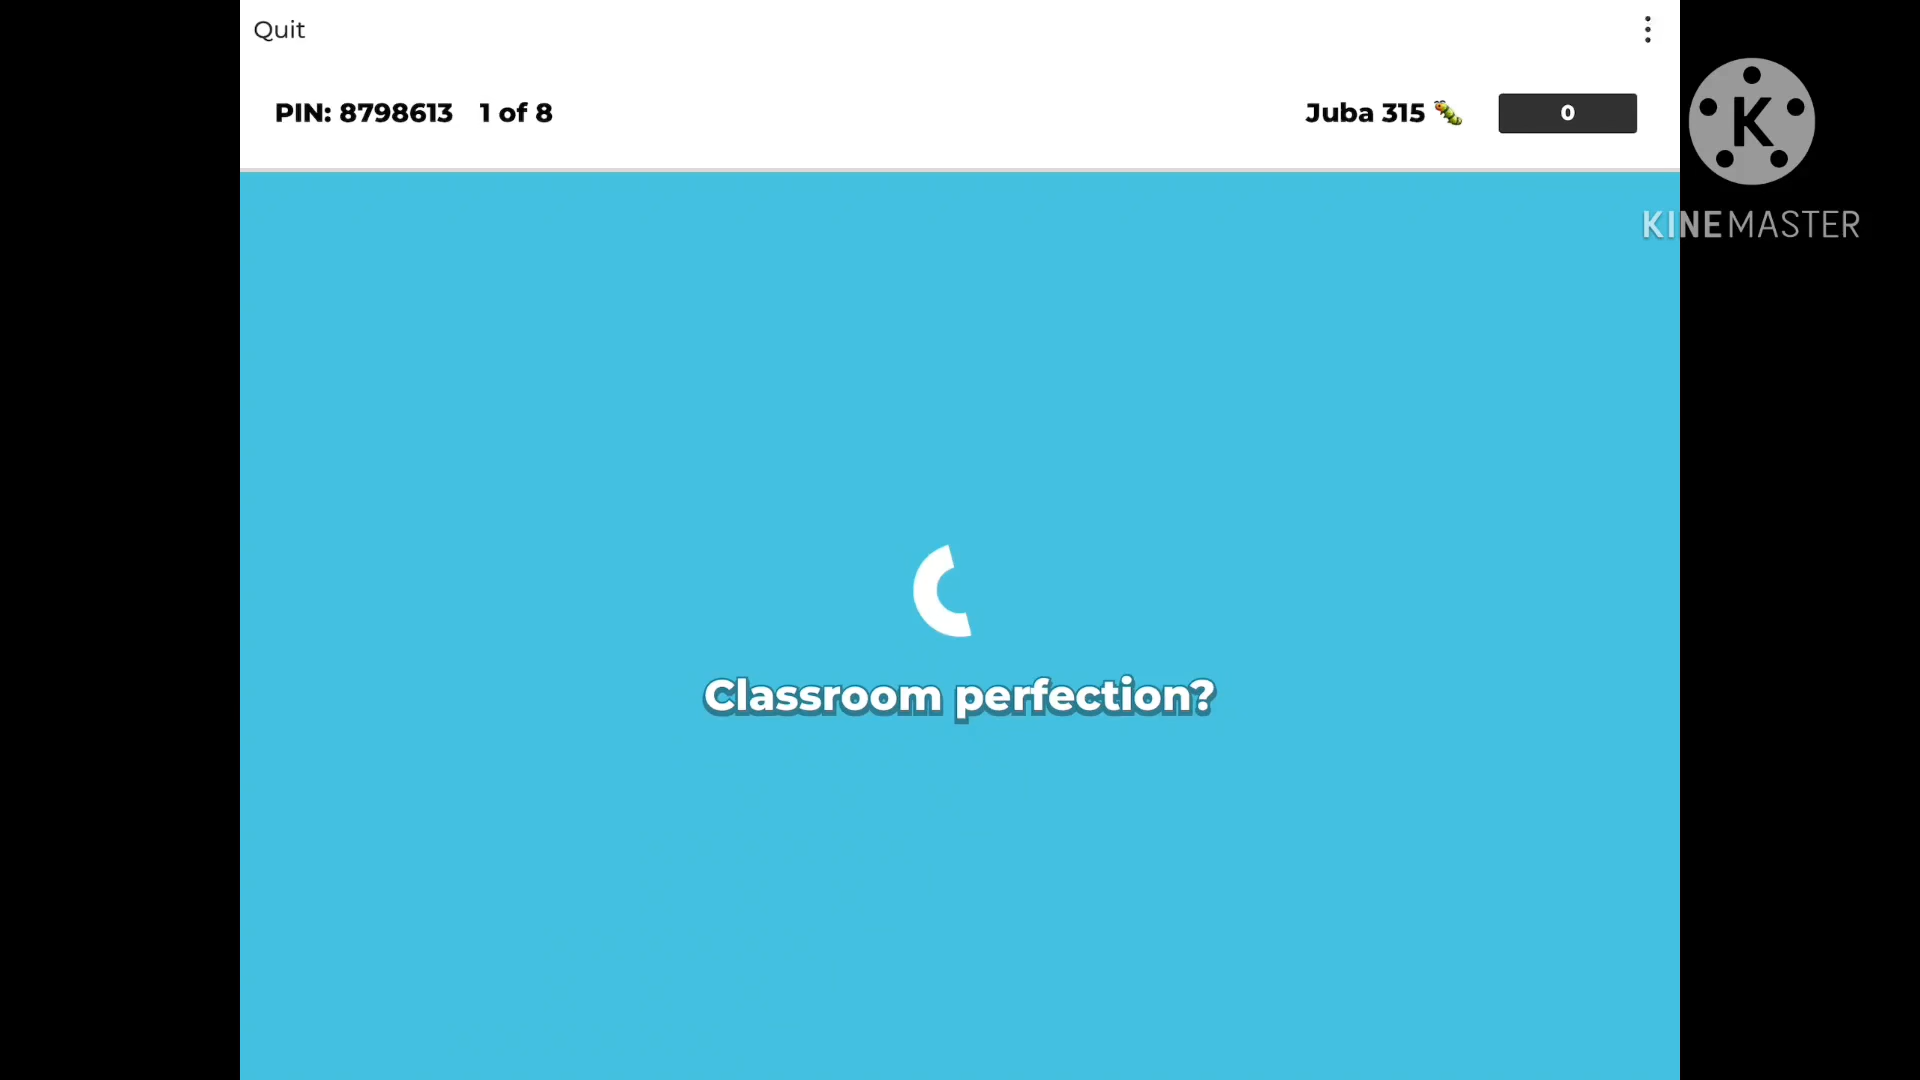 Quit
PIN: 8798613 1 of 8
Juba 315 🐛 0
K
KINEMASTER
Classroom perfection?